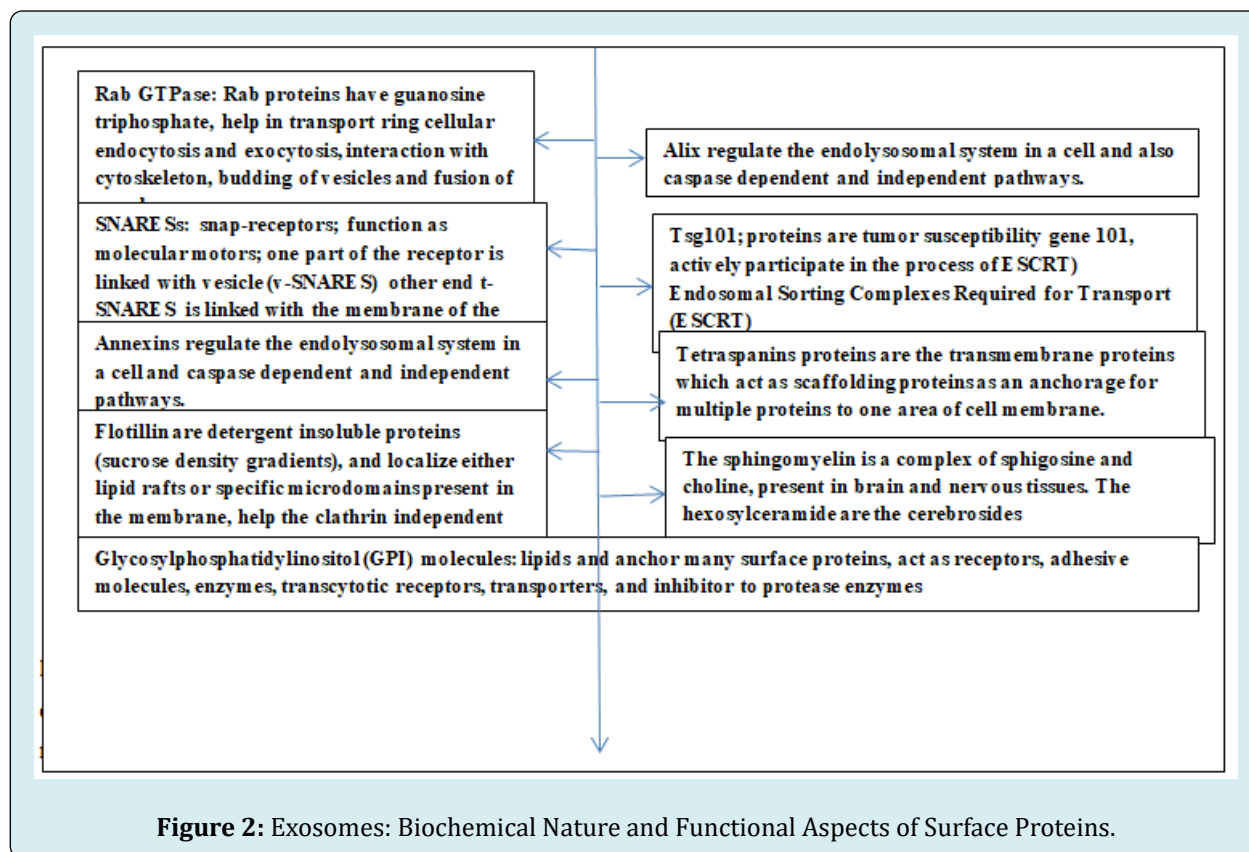 Rab GTPase: Rab proteins have guanosine
triphosphate, help in transport ring cellular
endocytosis and exocytosis, interaction with
cytoskeleton, budding of vesicles and fusion of
SNARESs: snap-receptors; function as
molecular motors; one part of the receptor is
linked with vesicle (v-SNARES) other end t-
SNARES is linked with the membrane of the
Annexins regulate the endolysosomal system in
a cell and caspase dependent and independent
pathways.
Flotillin are detergent insoluble proteins
(sucrose density gradients), and localize either
lipid rafts or specific microdomains present in
the membrane, help the clathrin independent
Alix regulate the endolysosomal system in a cell and also
caspase dependent and independent pathways.
Tsg101; proteins are tumor susceptibility gene 101,
actively participate in the process of ESCRT)
Endosomal Sorting Complexes Required for Transport
(ESCRT)
Tetraspanins proteins are the transmembrane proteins
which act as scaffolding proteins as an anchorage for
multiple proteins to one area of cell membrane.
The sphingomyelin is a complex of sphigosine and
choline, present in brain and nervous tissues. The
hexosylceramide are the cerebrosides
Glycosylphosphatidylinositol (GPI) molecules: lipids and anchor many surface proteins, act as receptors, adhesive
molecules, enzymes, transcytotic receptors, transporters, and inhibitor to protease enzymes
Figure 2: Exosomes: Biochemical Nature and Functional Aspects of Surface Proteins.